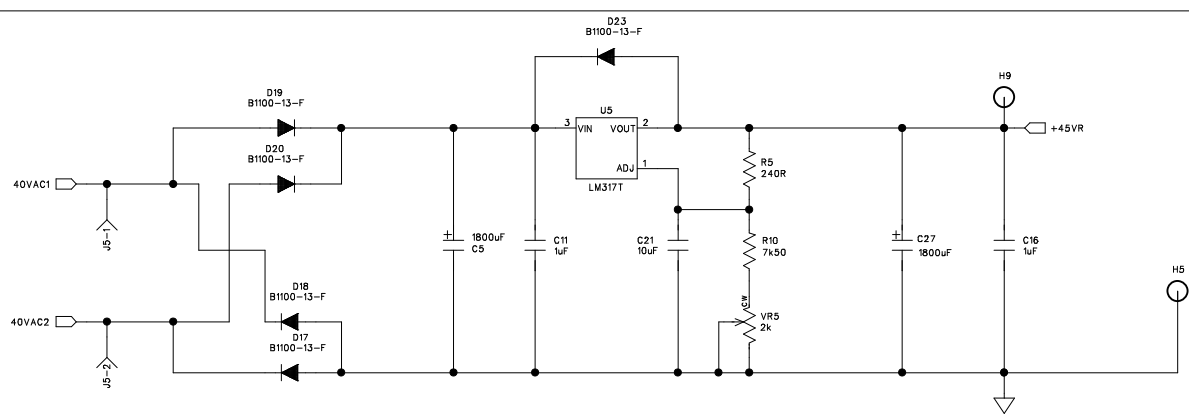 D23
B1100-13-F
H9
D19
B1100-13-F
U5
3 VIN VOUT 2
+45VR
D20
B1100-13-F
ADJ 1
R5
240R
40VAC1
LM317T
J5-1
1800uF
C5
C11
1uF
C21
10uF
R10
7k50
C27
1800uF
C16
1uF
H5
D18
B1100-13-F
CW
VR5
2k
40VAC2
D17
B1100-13-F
J5-2